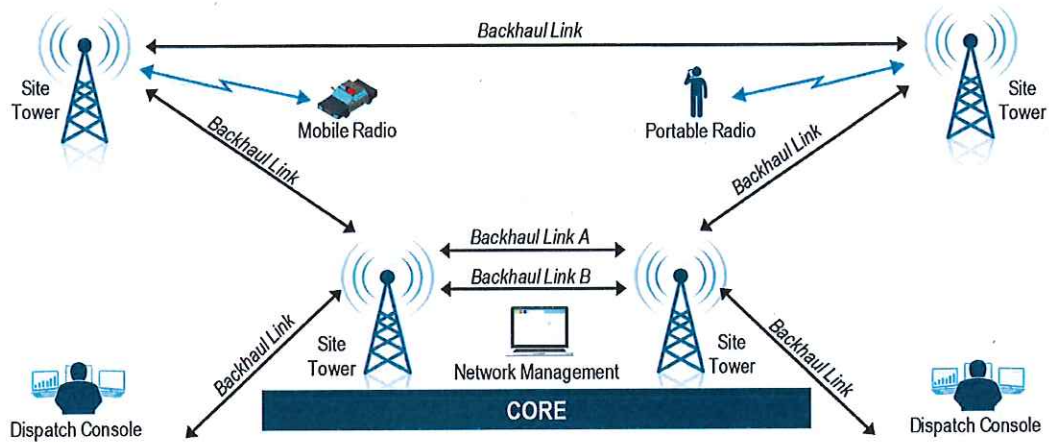 Backhaul Link
Site
Tower
Mobile Radio
Portable Radio
Site
Tower
Backhaul Link
Backhaul Link
Backhaul Link A
Backhaul Link B
Backhaul Link
Site
Tower
Network Management
Site
Tower
Backhaul Link
Dispatch Console
CORE
Dispatch Console